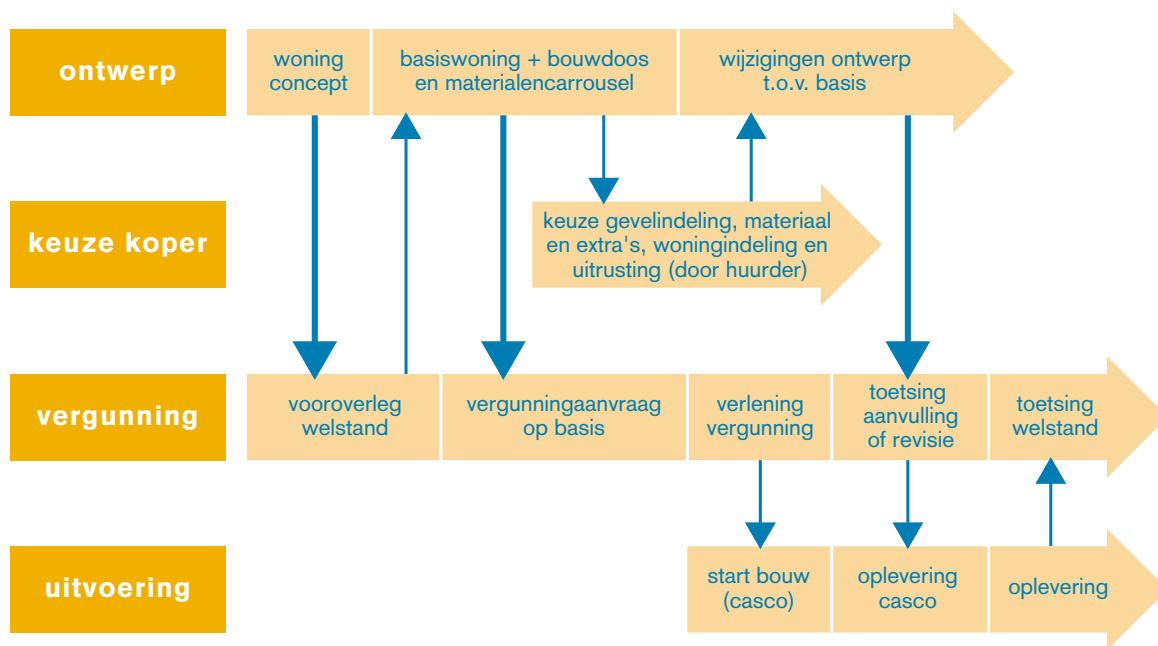 ontwerp
woning
concept
basiswoning + bouwdoos
en materialencarrousel
wijzigingen ontwerp
t.o.v. basis
keuze koper
keuze gevelindeling, materiaal
en extra's, woningindeling en
uitrusting (door huurder)
vergunning
vooroverleg
welstand
vergunningaanvraag
op basis
verlening
vergunning
toetsing
aanvulling
of revisie
toetsing
welstand
uitvoering
start bouw
(casco)
oplevering
casco
oplevering